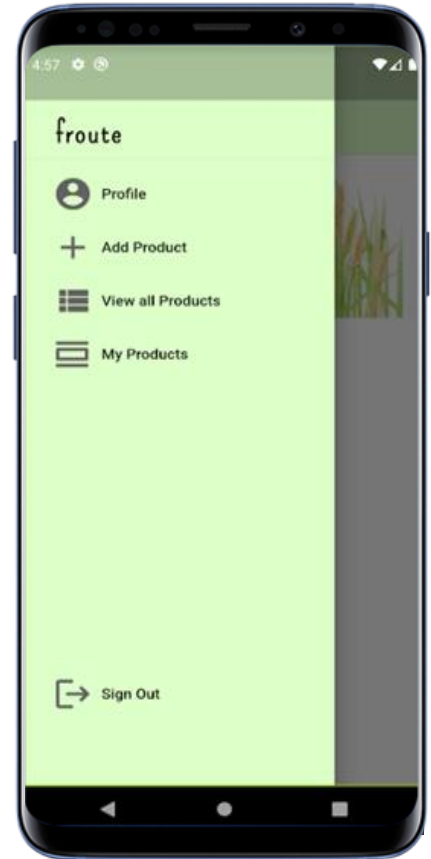 4:57
froute
Profile
Add Product
View all Products
My Products
Sign Out